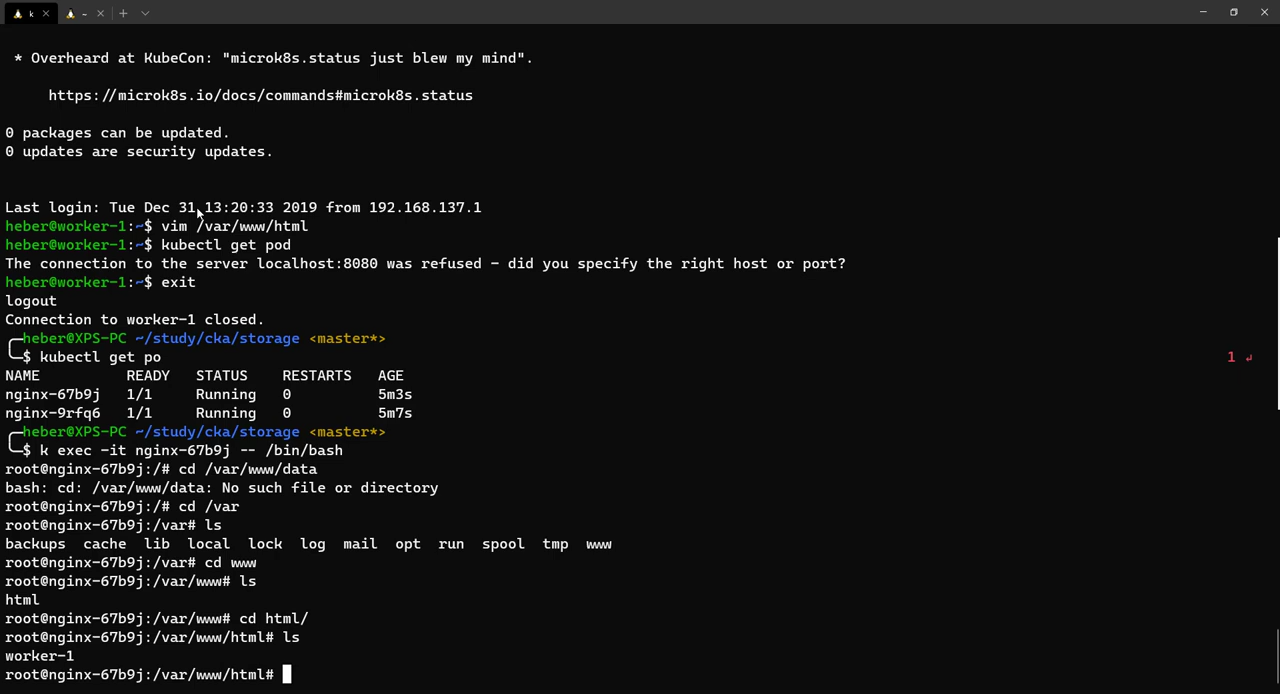 k
~
* Overheard at KubeCon: "microk8s.status just blew my mind".
https://microk8s.io/docs/commands#microk8s.status
0 packages can be updated.
0 updates are security updates.
Last login: Tue Dec 31 13:20:33 2019 from 192.168.137.1
heber@worker-1:~$ vim /var/www/html
heber@worker-1:~$ kubectl get pod
The connection to the server localhost:8080 was refused - did you specify the right host or port?
heber@worker-1:~$ exit
logout
Connection to worker-1 closed.
heber@XPS-PC ~/study/cka/storage <master*>
$ kubectl get po 1 ↵
NAME READY STATUS RESTARTS AGE
nginx-67b9j 1/1 Running 0 5m3s
nginx-9rfq6 1/1 Running 0 5m7s
heber@XPS-PC ~/study/cka/storage <master*>
$ k exec -it nginx-67b9j -- /bin/bash
root@nginx-67b9j:/# cd /var/www/data
bash: cd: /var/www/data: No such file or directory
root@nginx-67b9j:/# cd /var
root@nginx-67b9j:/var# ls
backups cache lib local lock log mail opt run spool tmp www
root@nginx-67b9j:/var# cd www
root@nginx-67b9j:/var/www# ls
html
root@nginx-67b9j:/var/www# cd html/
root@nginx-67b9j:/var/www/html# ls
worker-1
root@nginx-67b9j:/var/www/html#